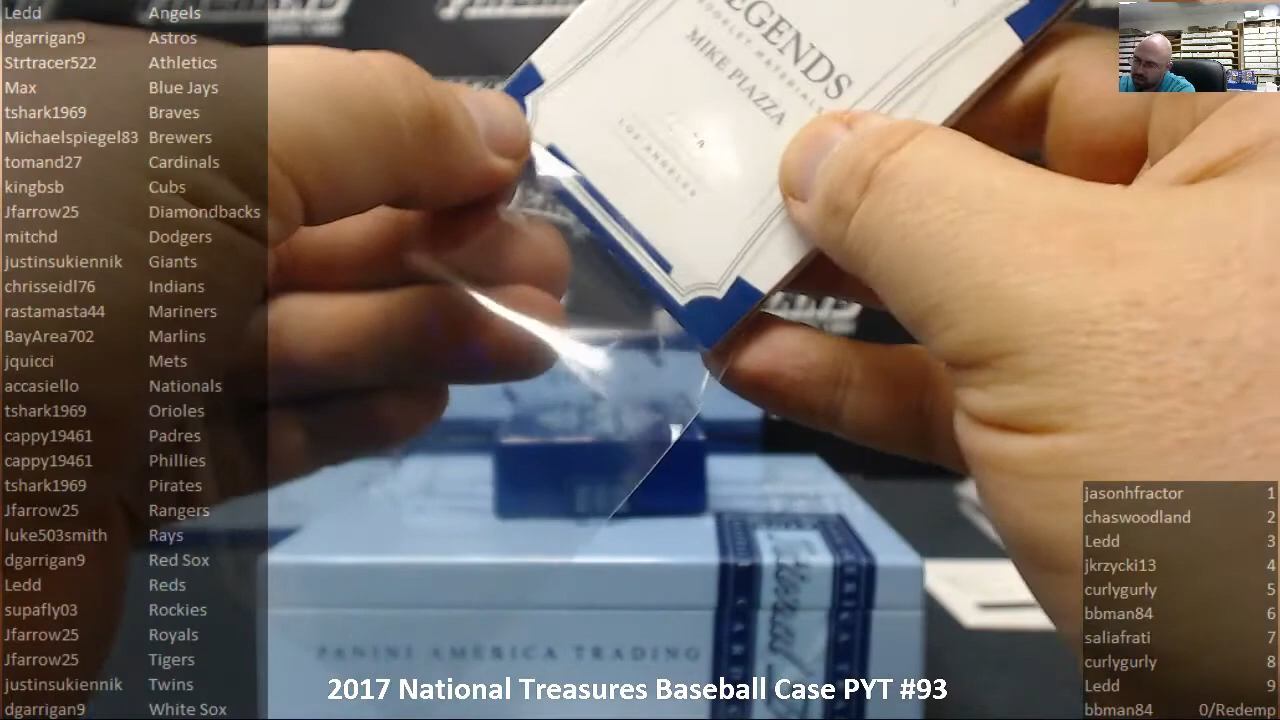 Ledd Angels
dgarrigan9 Astros
Strtracer522 Athletics
Max Blue Jays
tshark1969 Braves
Michaelspiegel83 Brewers
tomand27 Cardinals
kingbsb Cubs
Jfarrow25 Diamondbacks
mitchd Dodgers
justinsukiennik Giants
chrisseidl76 Indians
rastamasta44 Mariners
BayArea702 Marlins
jquicci Mets
accasiello Nationals
tshark1969 Orioles
cappy19461 Padres
cappy19461 Phillies
tshark1969 Pirates
Jfarrow25 Rangers
luke503smith Rays
dgarrigan9 Red Sox
Ledd Reds
supafly03 Rockies
Jfarrow25 Royals
Jfarrow25 Tigers
justinsukiennik Twins
dgarrigan9 White Sox
LEGENDS
BOOKLET MATERIALS
MIKE PIAZZA
LOS ANGELES
PANINI AMERICA TRADING
jasonhfractor 1
chaswoodland 2
Ledd 3
jkrzycki13 4
curlygurly 5
bbman84 6
saliafrati 7
curlygurly 8
Ledd 9
bbman84 0/Redemp
2017 National Treasures Baseball Case PYT #93